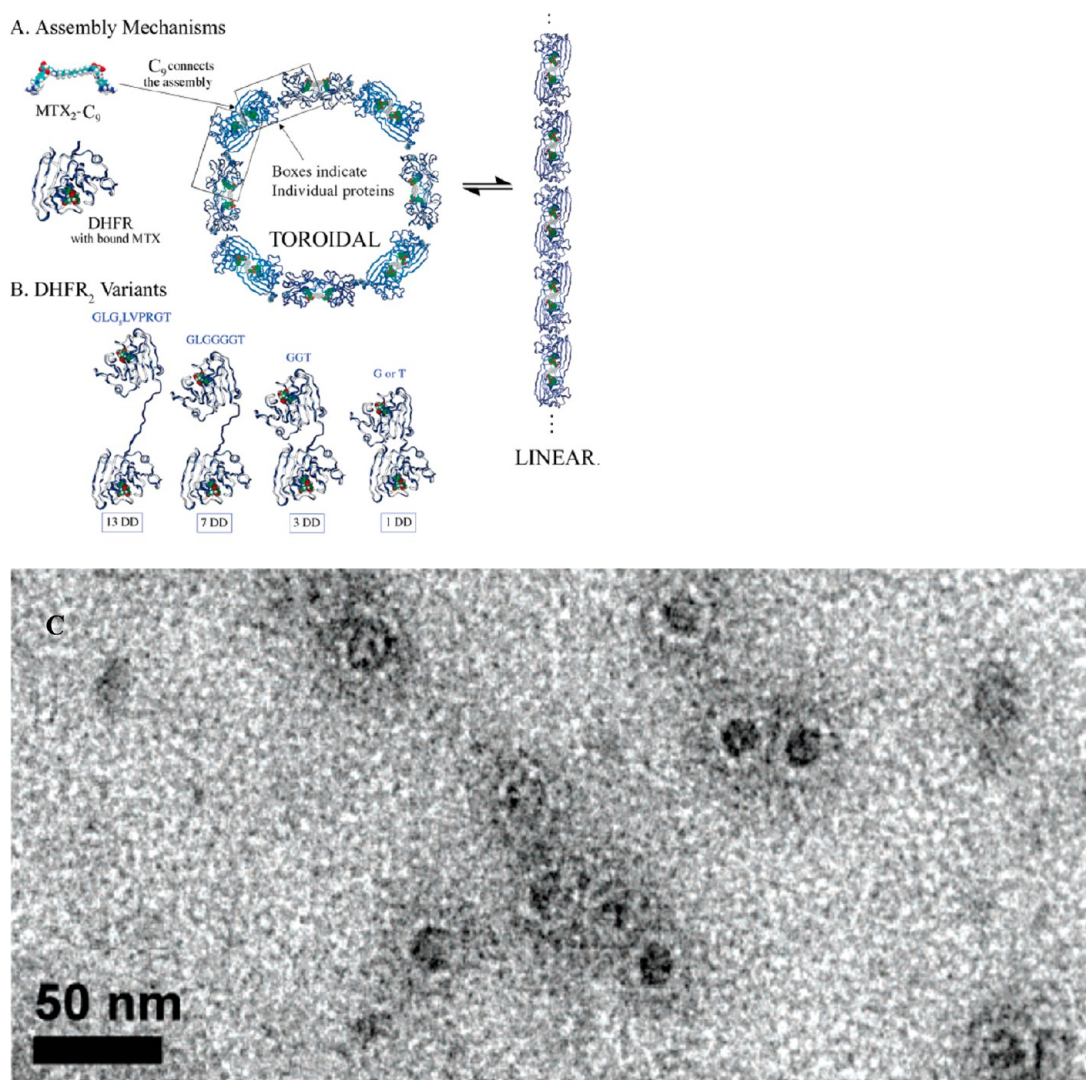 A. Assembly Mechanisms
C₉ connects
the assembly
MTX₂-C₉
Boxes indicate
Individual proteins
DHFR
with bound MTX
TOROIDAL
⋮
⋮
LINEAR.
B. DHFR₂ Variants
GLG₅LVPRGT
GLGGGGT
GGT
G or T
13 DD
7 DD
3 DD
1 DD
C
50 nm